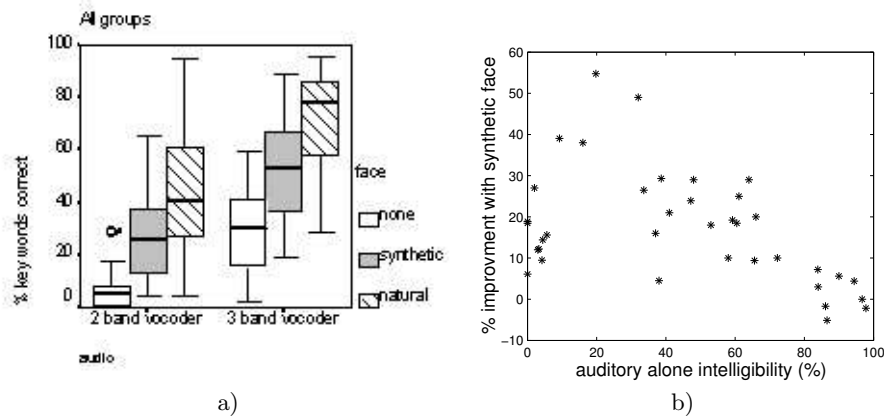 All groups
100
80
60
40
20
0
% key words correct
2 band Vocoder
3 band Vocoder
audio
face
none
synthetic
natural
a)
60
50
40
30
20
10
0
−10
% improvment with synthetic face
0
20
40
60
80
100
auditory alone intelligibility (%)
b)